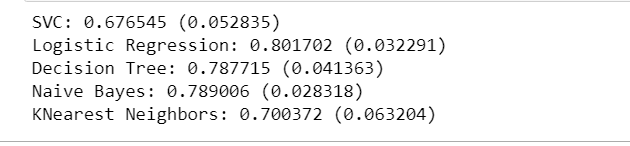 SVC: 0.676545 (0.052835)
Logistic Regression: 0.801702 (0.032291)
Decision Tree: 0.787715 (0.041363)
Naive Bayes: 0.789006 (0.028318)
KNearest Neighbors: 0.700372 (0.063204)